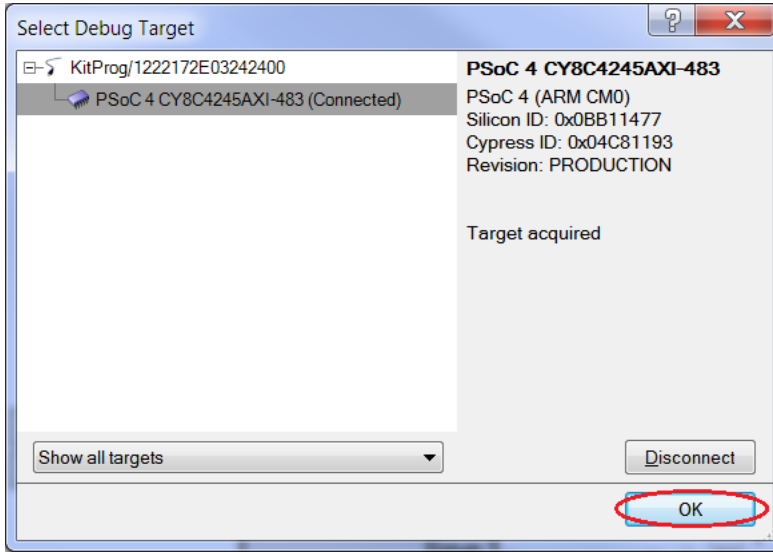 Select Debug Target
KitProg/1222172E03242400
PSoC 4 CY8C4245AXI-483 (Connected)
PSoC 4 CY8C4245AXI-483
PSoC 4 (ARM CM0)
Silicon ID: 0x0BB11477
Cypress ID: 0x04C81193
Revision: PRODUCTION
Target acquired
Show all targets
Disconnect
OK